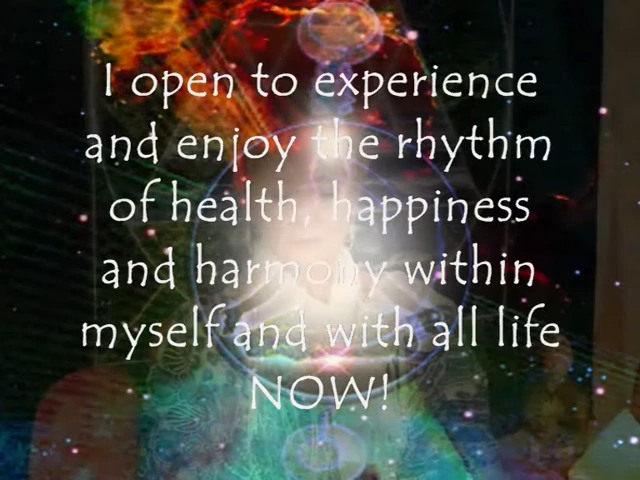 I open to experience
and enjoy the rhythm
of health, happiness
and harmony within
myself and with all life
NOW!